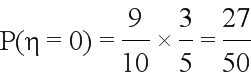 P(η = 0) = 9/10 × 3/5 = 27/50